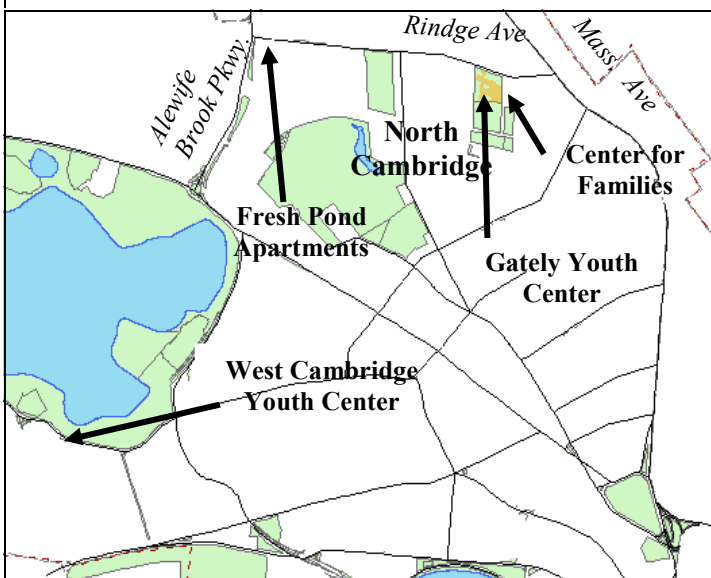 Rindge Ave
Mass Ave
Alewife
Brook Pkwy.
North
Cambridge
Center for
Families
Fresh Pond
Apartments
Gately Youth
Center
West Cambridge
Youth Center